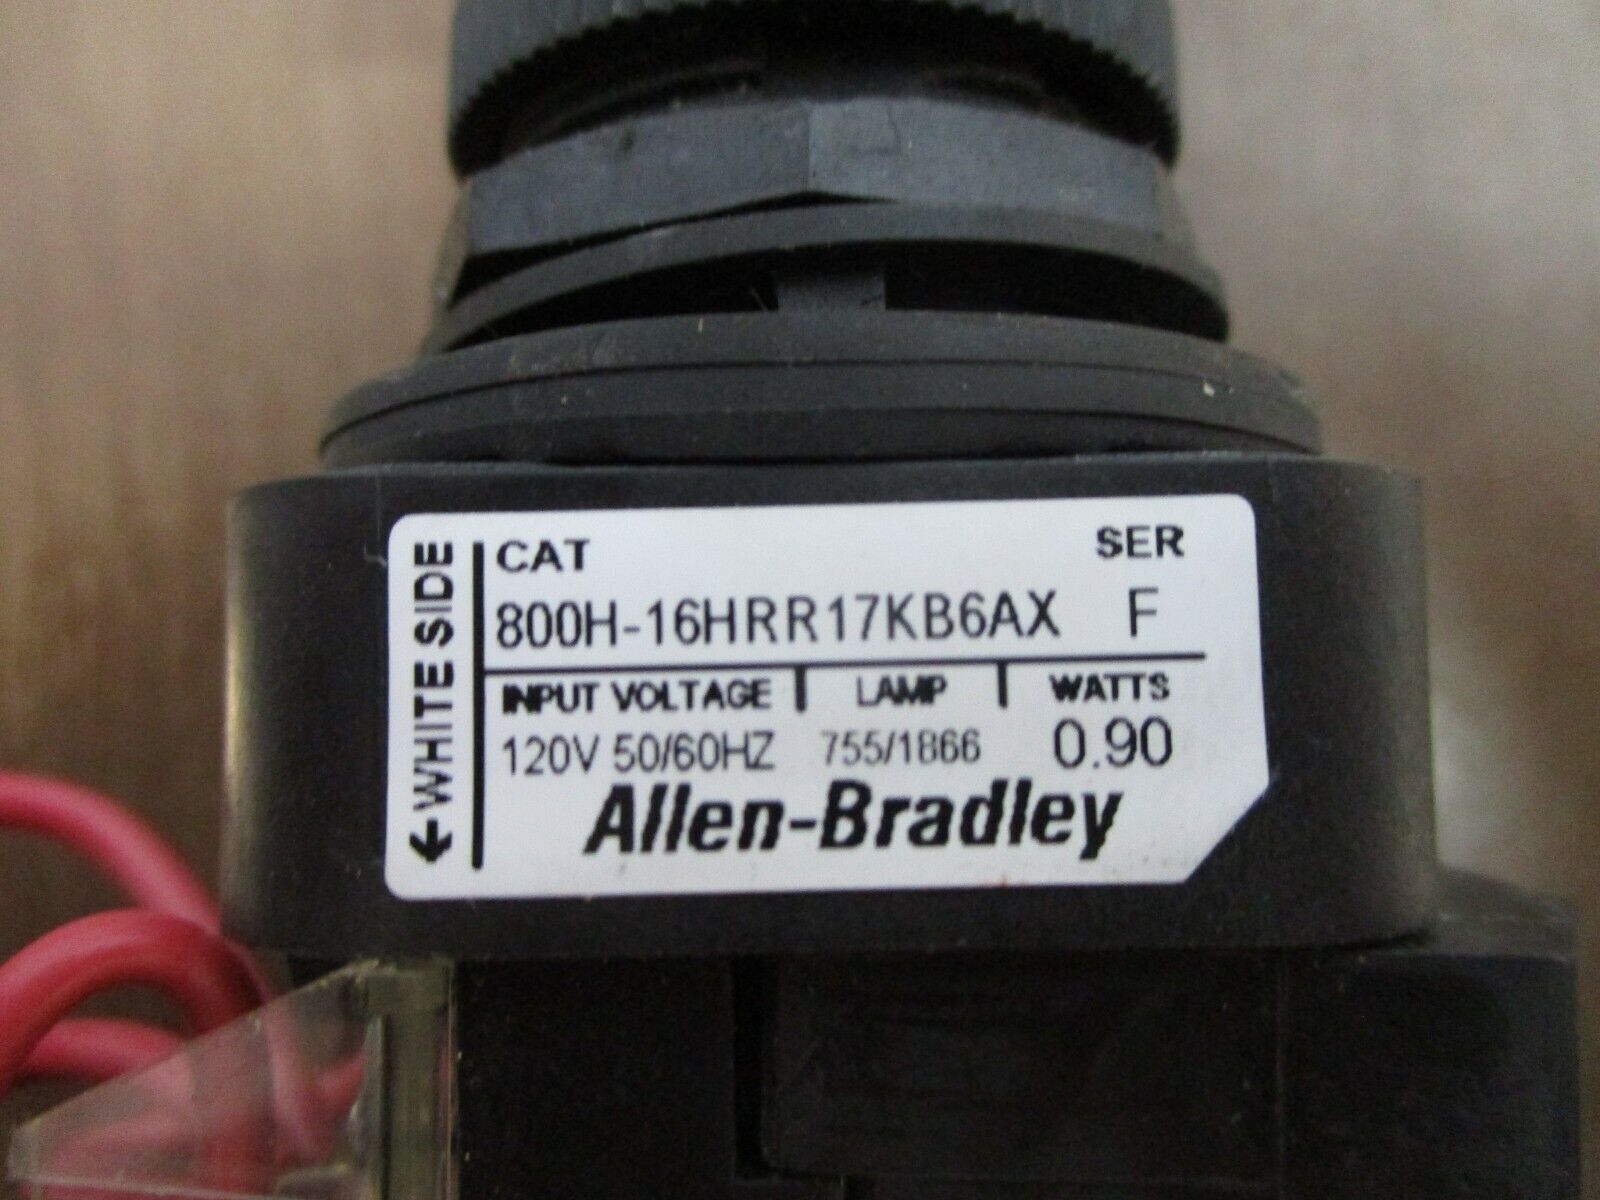 ← WHITE SIDE
CAT SER
800H-16HRR17KB6AX F
INPUT VOLTAGE | LAMP | WATTS
120V 50/60HZ 755/1866 0.90
Allen-Bradley